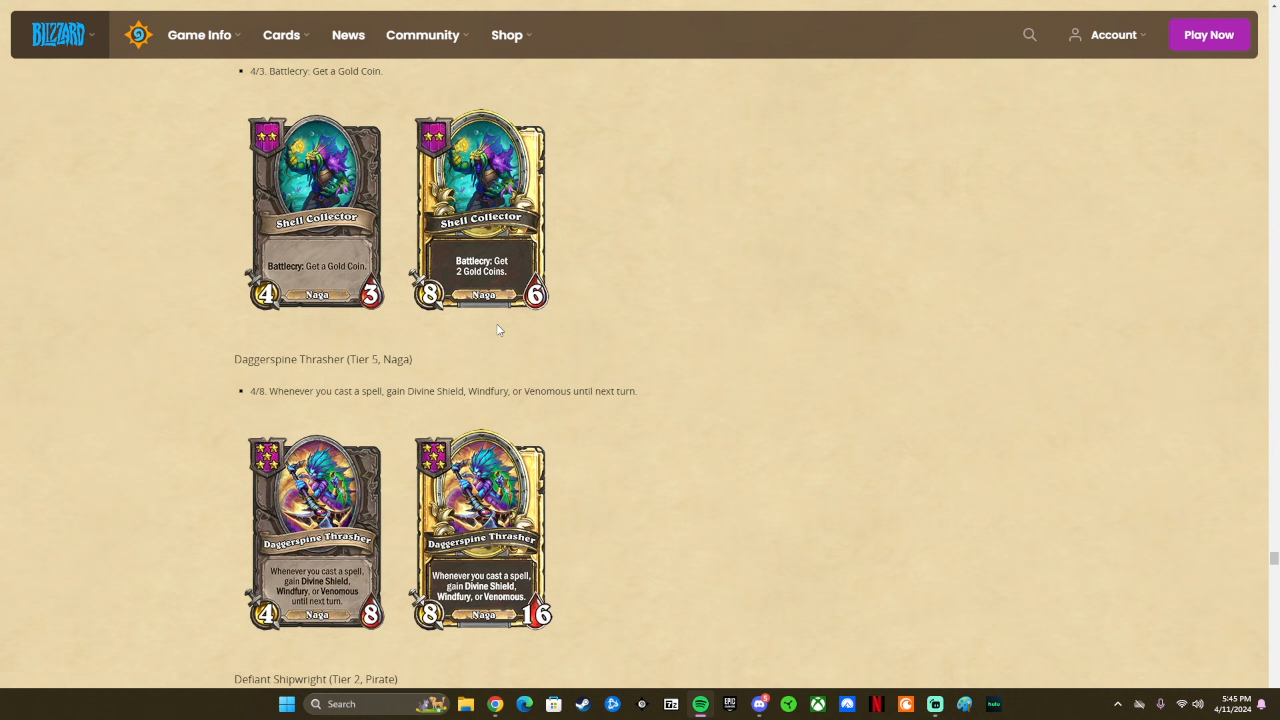 BLIZZARD
Game Info
Cards
News
Community
Shop
Account
Play Now
4/3. Battlecry: Get a Gold Coin.
Shell Collector
Battlecry: Get a Gold Coin.
4
Naga
3
Shell Collector
Battlecry: Get
2 Gold Coins.
8
Naga
6
Daggerspine Thrasher (Tier 5, Naga)
4/8. Whenever you cast a spell, gain Divine Shield, Windfury, or Venomous until next turn.
Daggerspine Thrasher
Whenever you cast a spell,
gain Divine Shield,
Windfury, or Venomous
until next turn.
4
Naga
8
Daggerspine Thrasher
Whenever you cast a spell,
gain Divine Shield,
Windfury, or Venomous.
8
Naga
16
Defiant Shipwright (Tier 2, Pirate)
Search
TZ
EPIC
GAMES
5
N
hulu
5:45 PM
4/11/2024